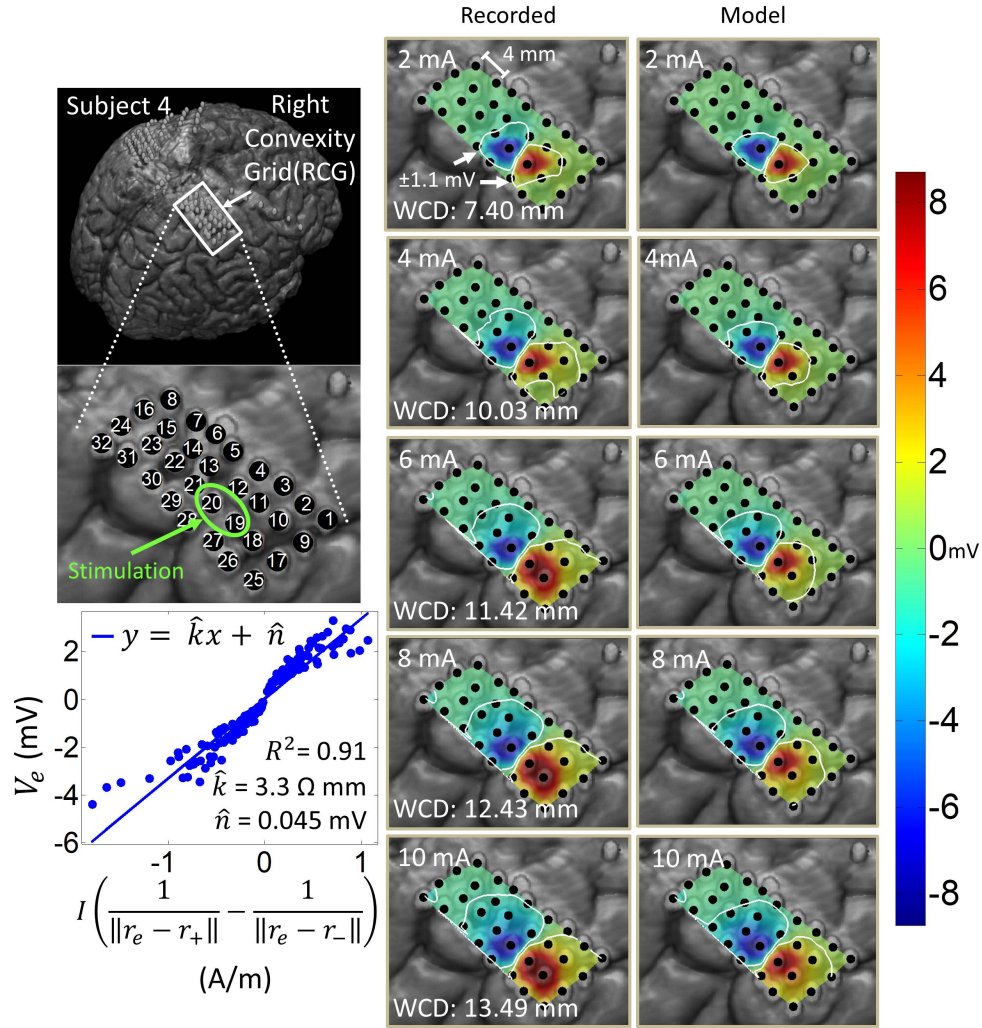 Recorded
Model
Subject 4
Right
Convexity
Grid(RCG)
8
16
7
24
15
6
32
23
14
5
31
22
13
4
30
21
12
3
29
20
11
2
28
19
10
1
27
18
9
26
17
25
Stimulation
y = k̂x + n̂
R² = 0.91
k̂ = 3.3 Ω mm
n̂ = 0.045 mV
Vₑ (mV)
2
0
-2
-4
-6
-1
0
1
I ( 1/‖rₑ − r₊‖ − 1/‖rₑ − r₋‖ )
(A/m)
2 mA
4 mm
±1.1 mV
WCD: 7.40 mm
2 mA
4 mA
WCD: 10.03 mm
4mA
6 mA
WCD: 11.42 mm
6 mA
8 mA
WCD: 12.43 mm
8 mA
10 mA
WCD: 13.49 mm
10 mA
8
6
4
2
0mV
-2
-4
-6
-8